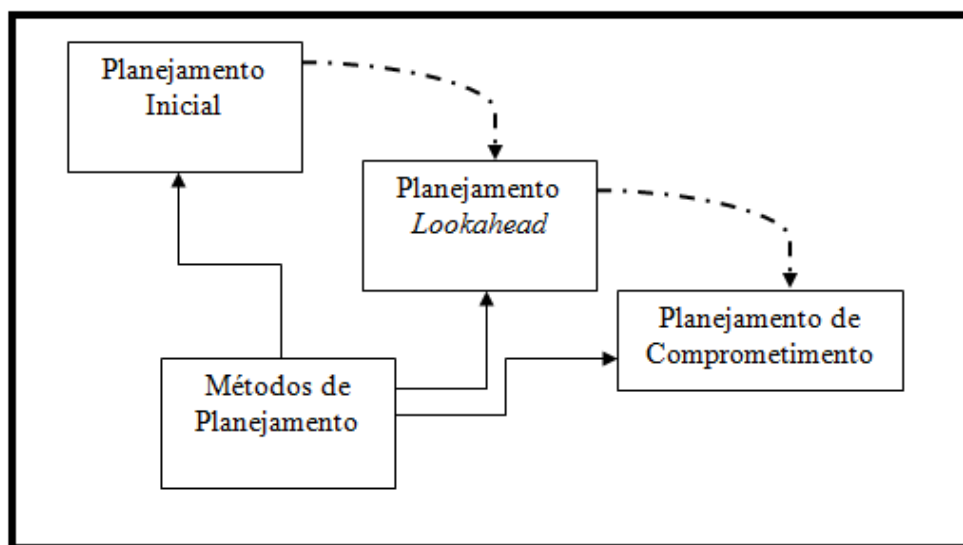 Planejamento
Inicial
Planejamento
Lookahead
Planejamento de
Comprometimento
Métodos de
Planejamento